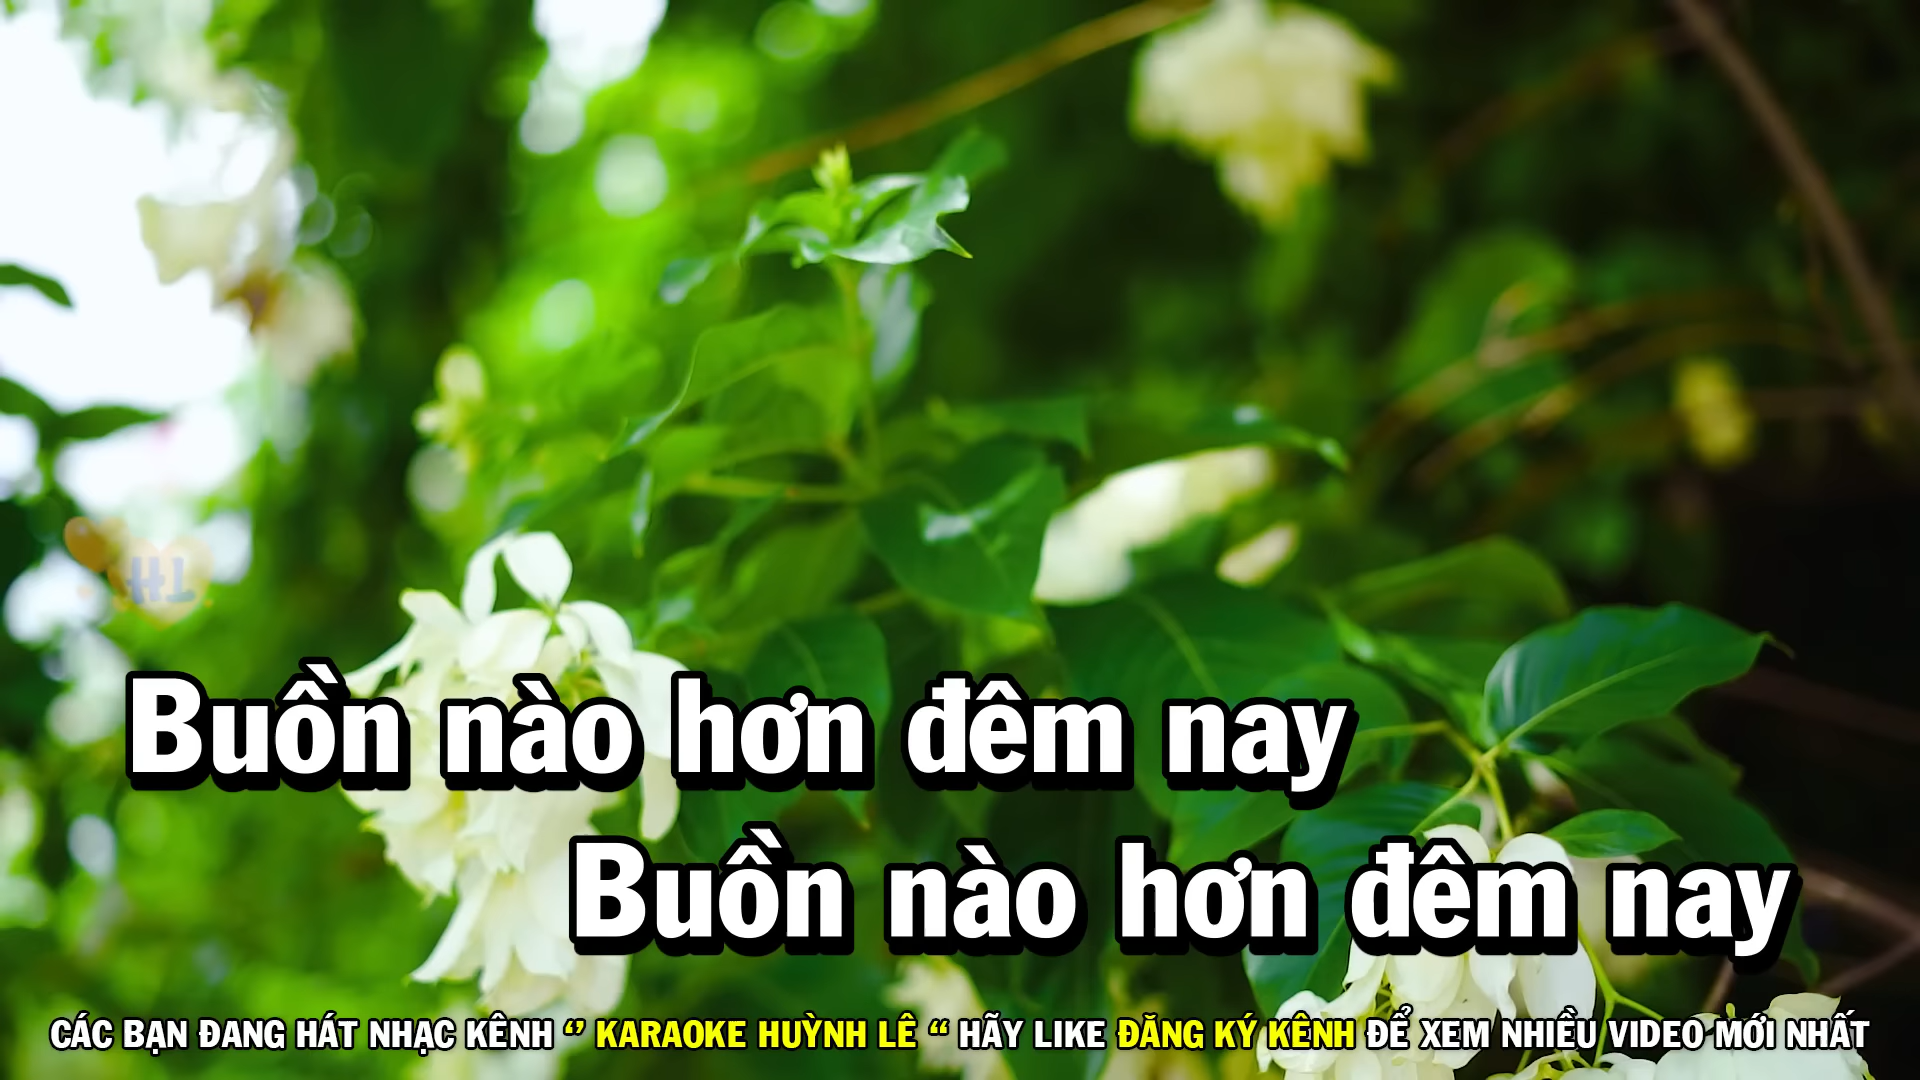 HL
Buồn nào hơn đêm nay
Buồn nào hơn đêm nay
CÁC BẠN ĐANG HÁT NHẠC KÊNH “ KARAOKE HUỲNH LÊ “ HÃY LIKE ĐĂNG KÝ KÊNH ĐỂ XEM NHIỀU VIDEO MỚI NHẤT